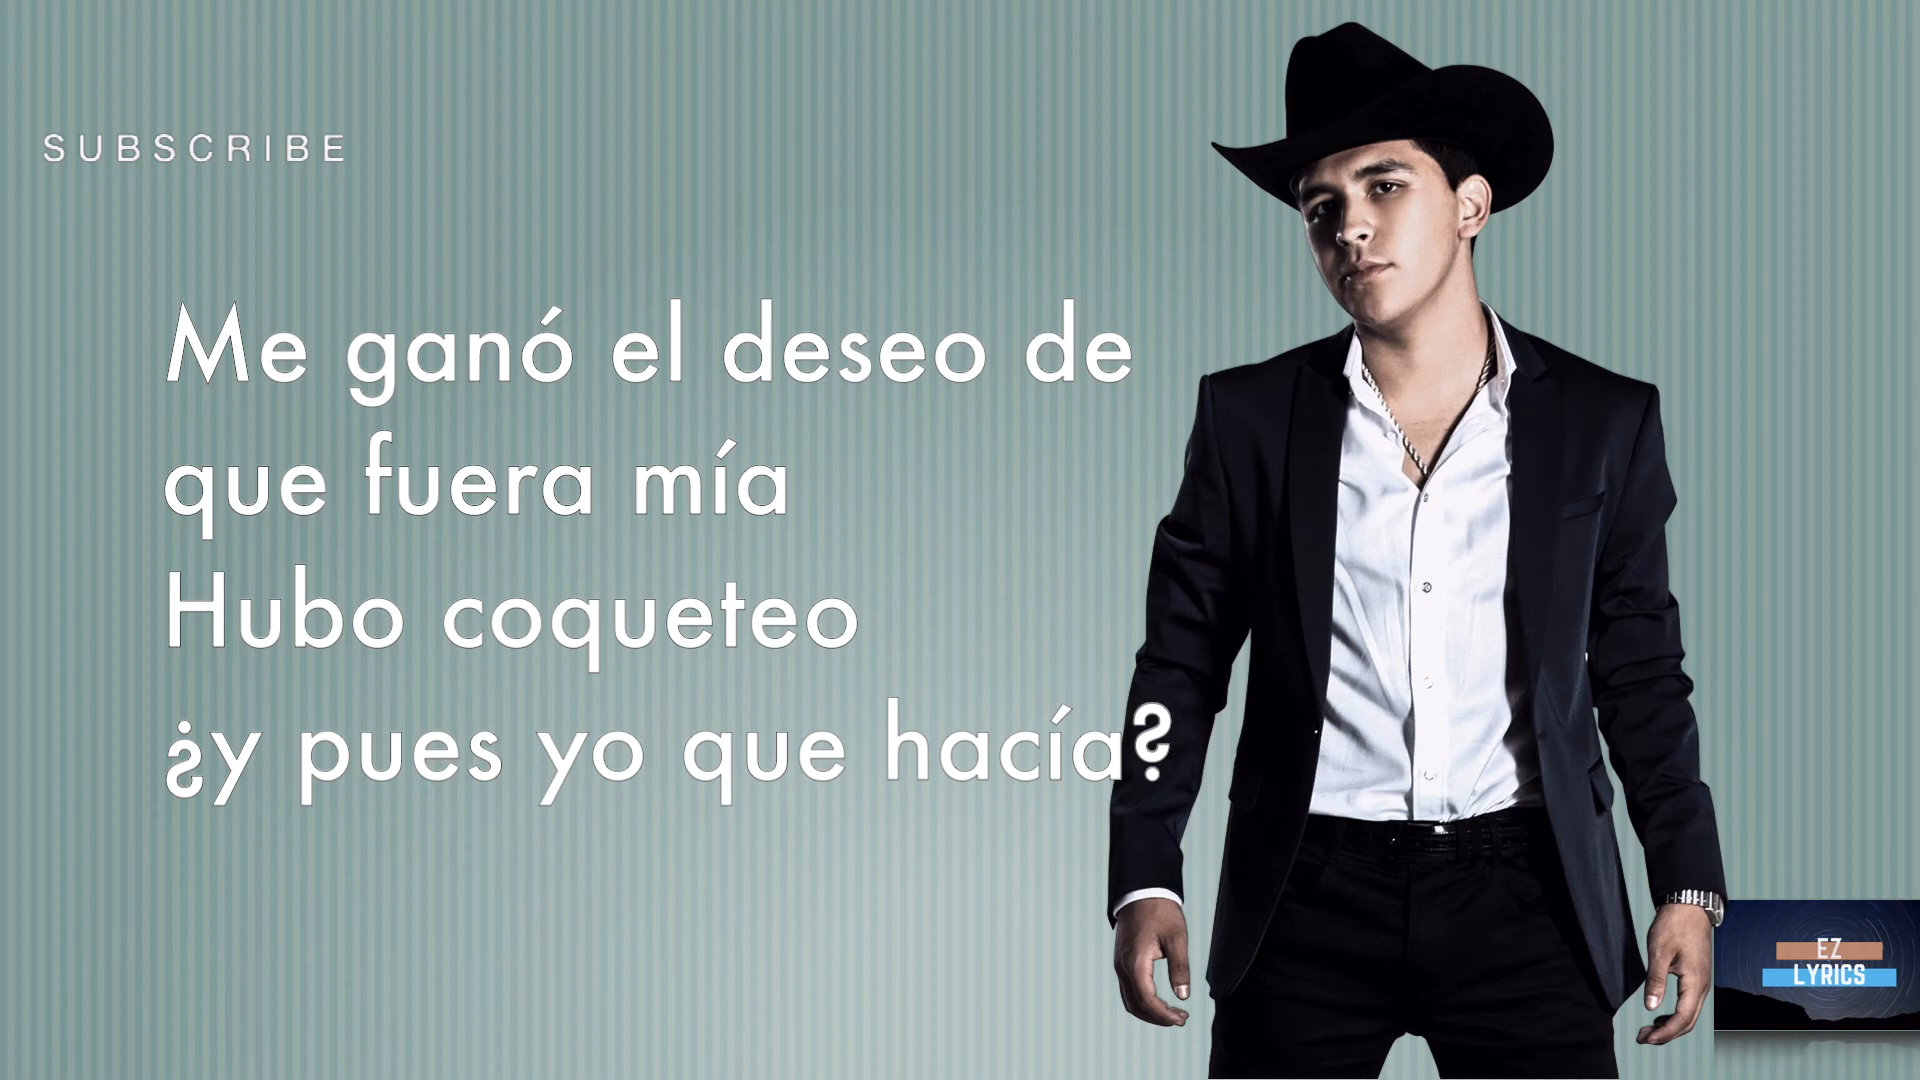 SUBSCRIBE
Me ganó el deseo de
que fuera mía
Hubo coqueteo
¿y pues yo que hacía?
EZ
LYRICS